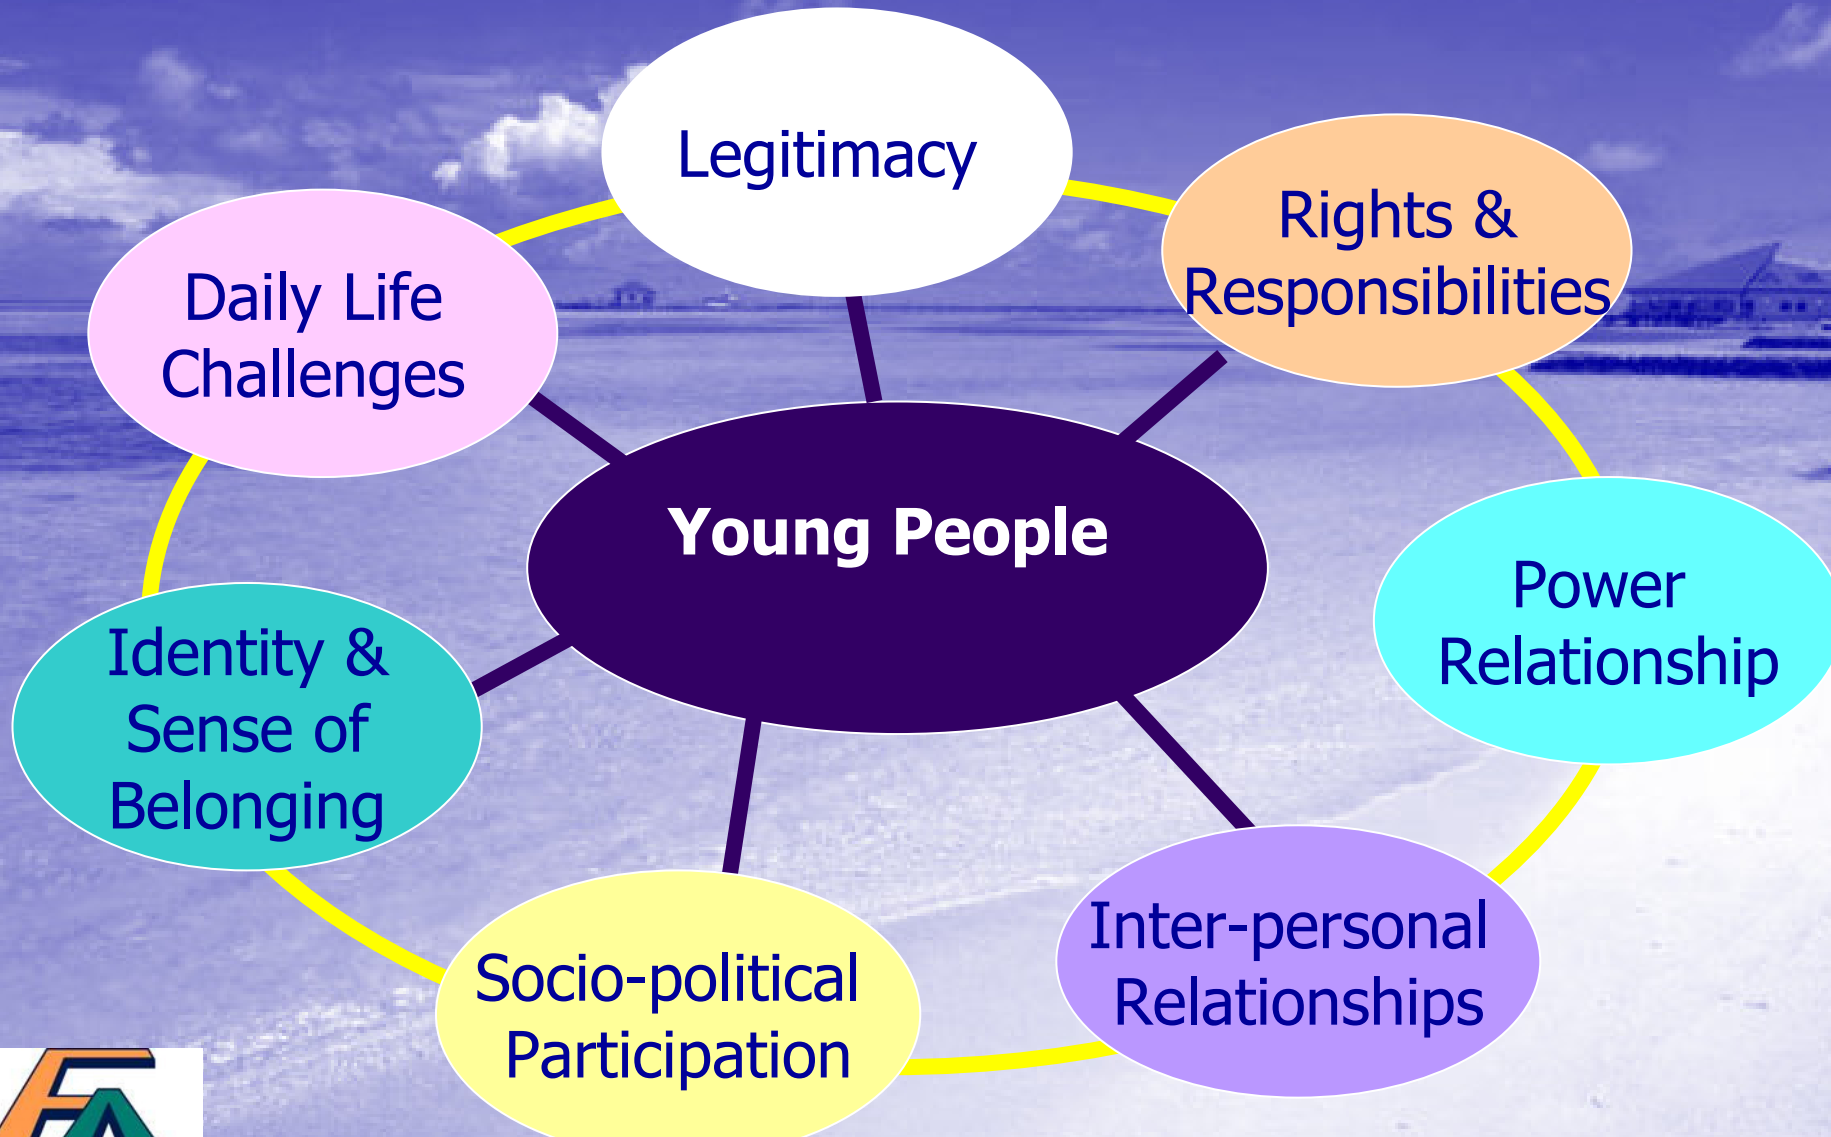 Legitimacy
Rights &
Responsibilities
Daily Life
Challenges
Young People
Power
Relationship
Identity &
Sense of
Belonging
Inter-personal
Relationships
Socio-political
Participation